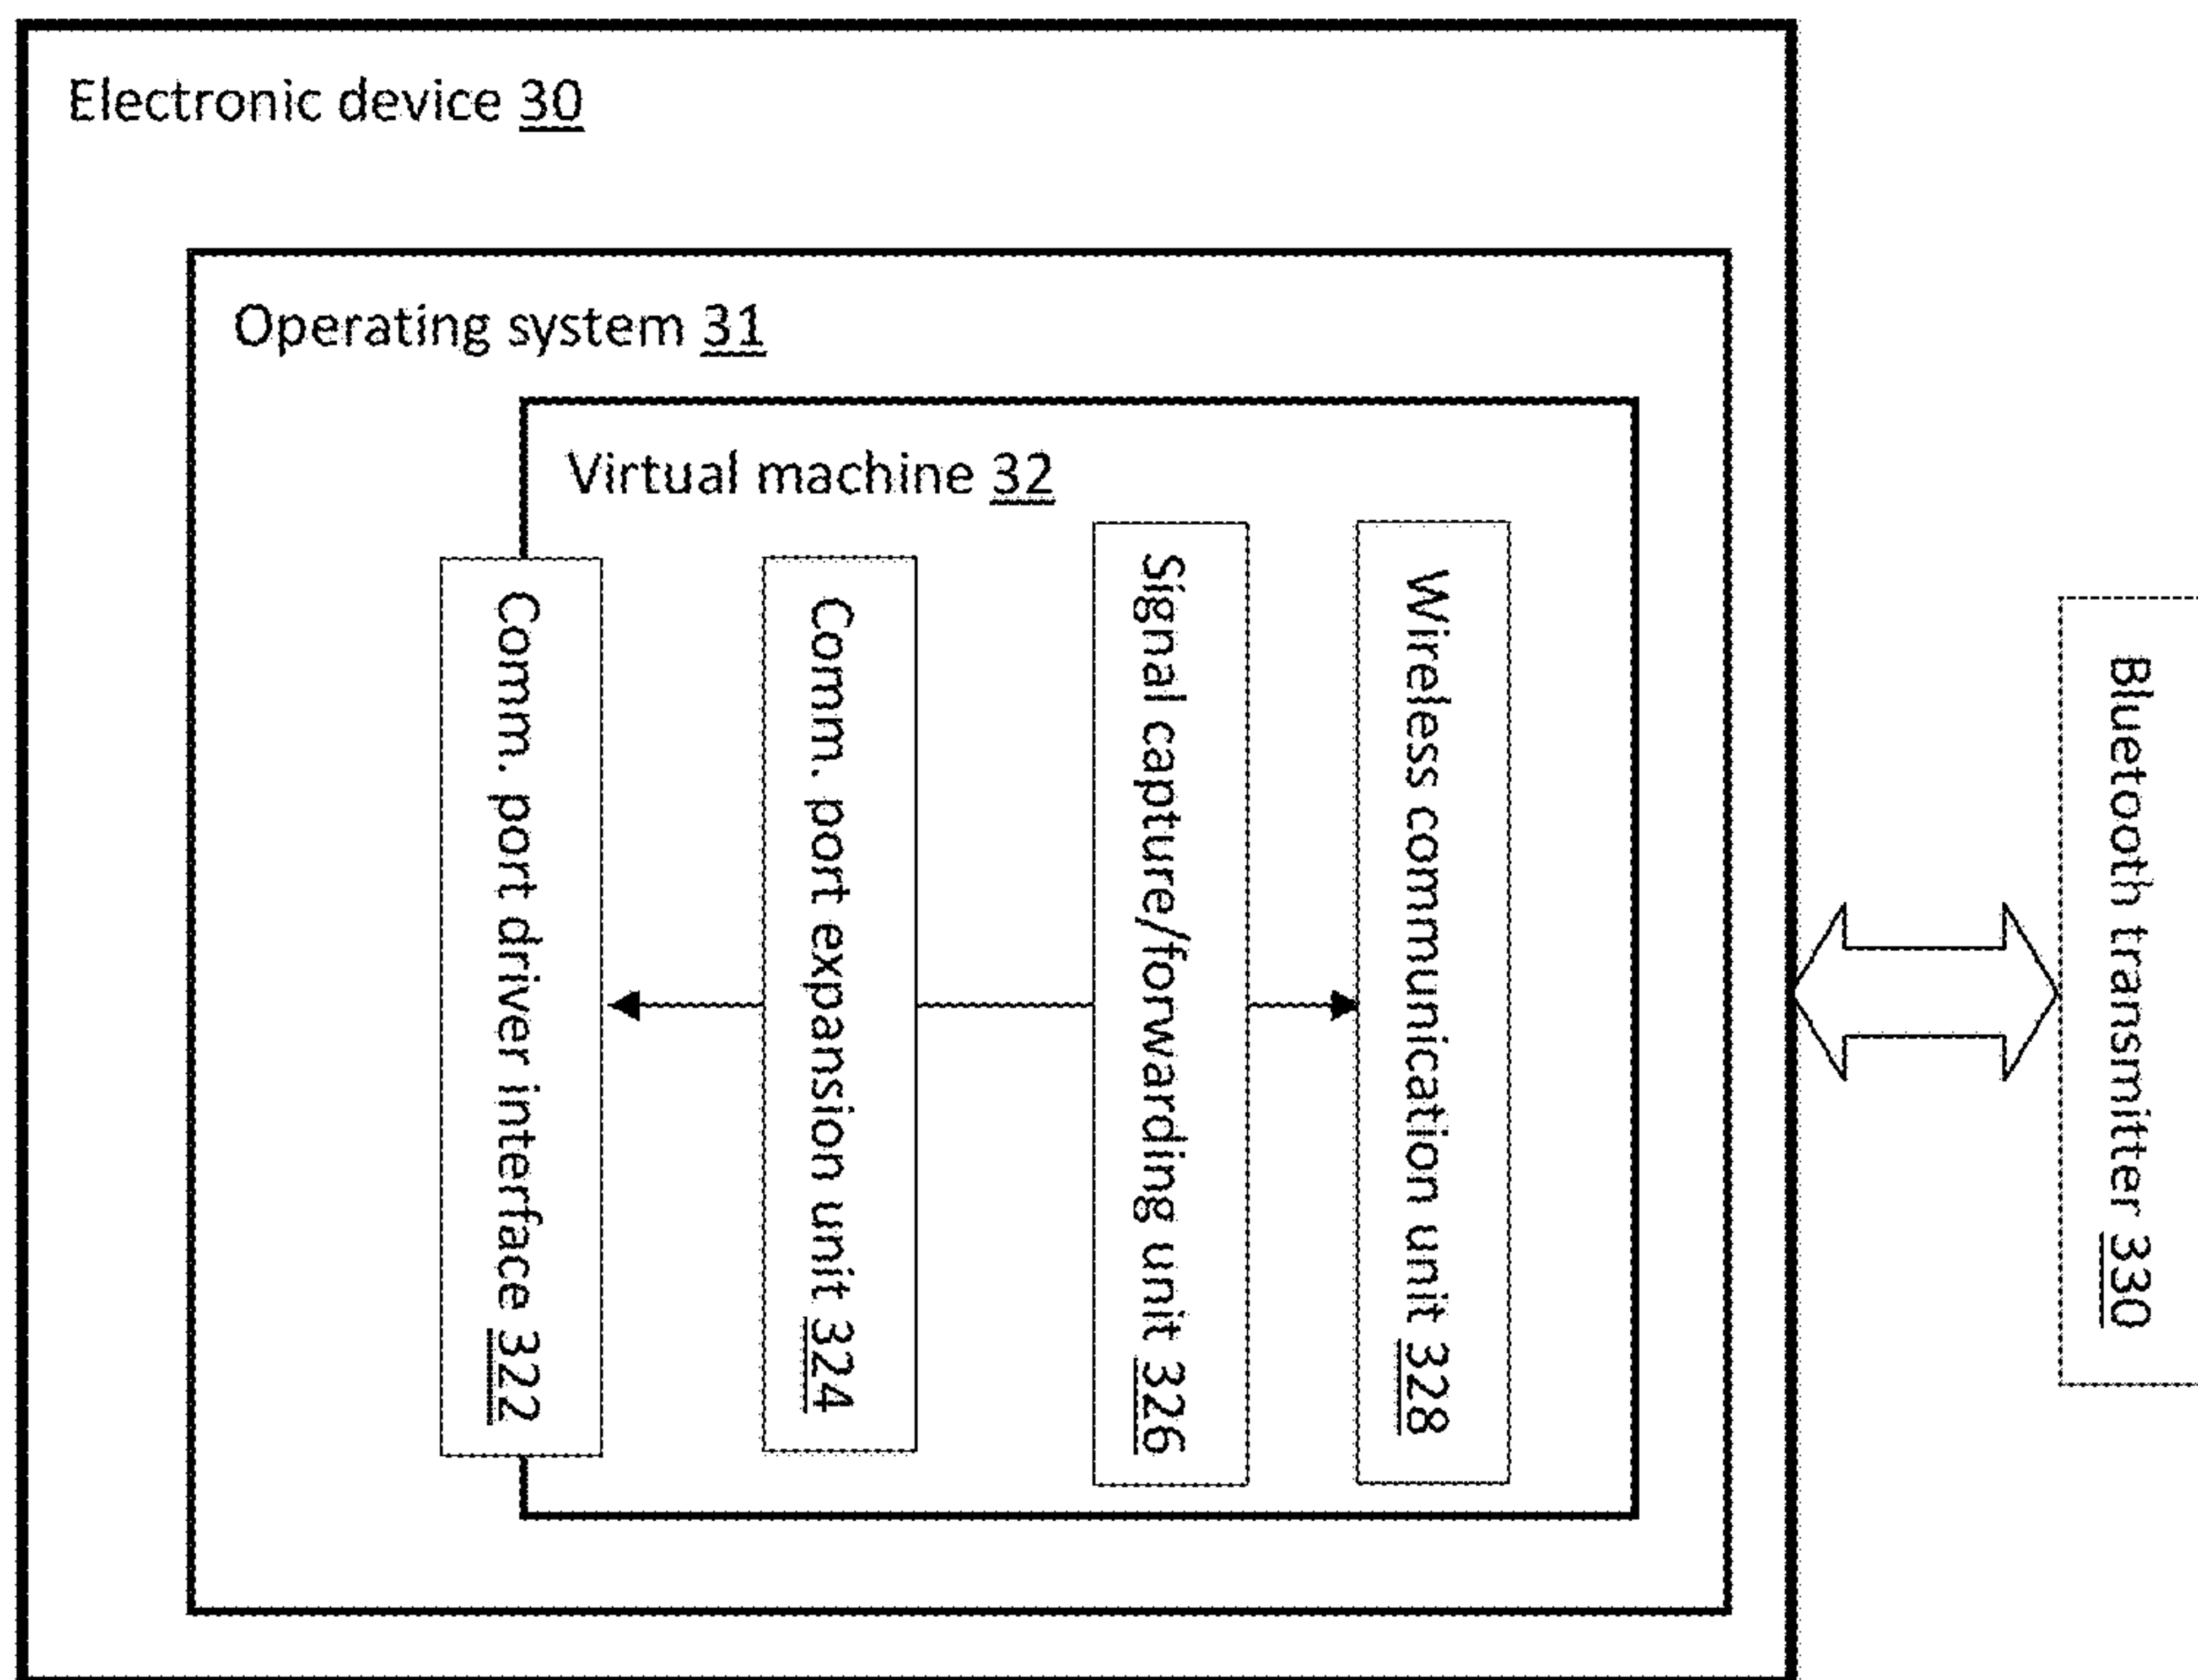 Electronic device 30
Operating system 31
Virtual machine 32
Comm. port driver interface 322
Comm. port expansion unit 324
Signal capture/forwarding unit 326
Wireless communication unit 328
Bluetooth transmitter 330